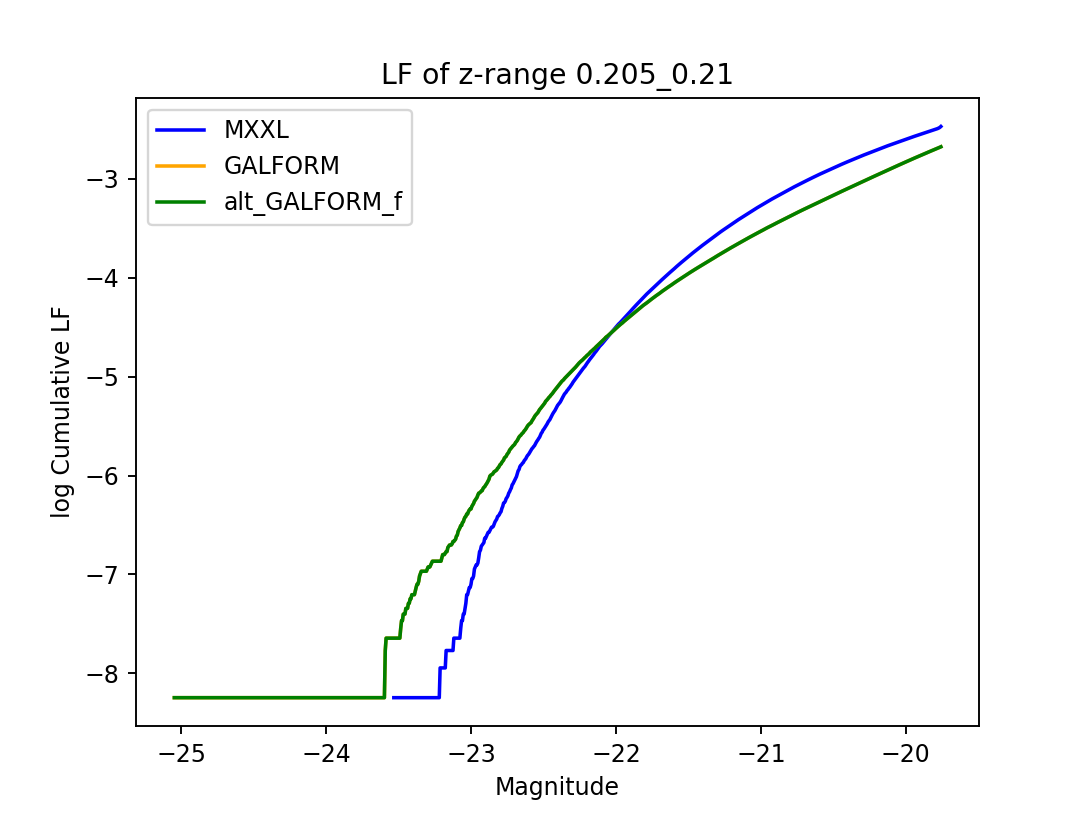 LF of z-range 0.205_0.21
MXXL
GALFORM
alt_GALFORM_f
log Cumulative LF
−3
−4
−5
−6
−7
−8
−25
−24
−23
−22
−21
−20
Magnitude